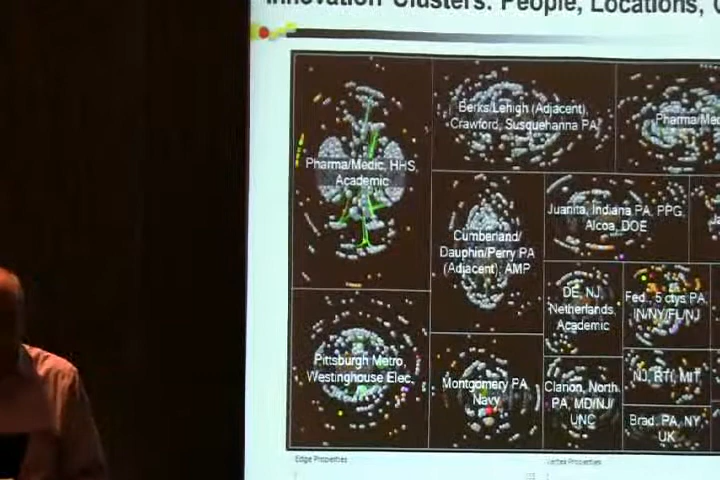 Innovation Clusters: People, Locations,
Pharma/Medic, HHS,
Academic
Berks/Lehigh (Adjacent),
Crawford, Susquehanna PA
Pharma/Med
Cumberland/
Dauphin/Perry PA
(Adjacent); AMP
Juanita, Indiana PA, PPG,
Alcoa, DOE
DE, NJ,
Netherlands,
Academic
Fed., 5 ctys PA,
IN/NY/FL/NJ
Pittsburgh Metro,
Westinghouse Elec.
Montgomery PA,
Navy
Clarion, North
PA, MD/NJ/
UNC
NJ, RTI, MIT
Brad. PA, NY,
UK
Edge Properties
Vertex Properties